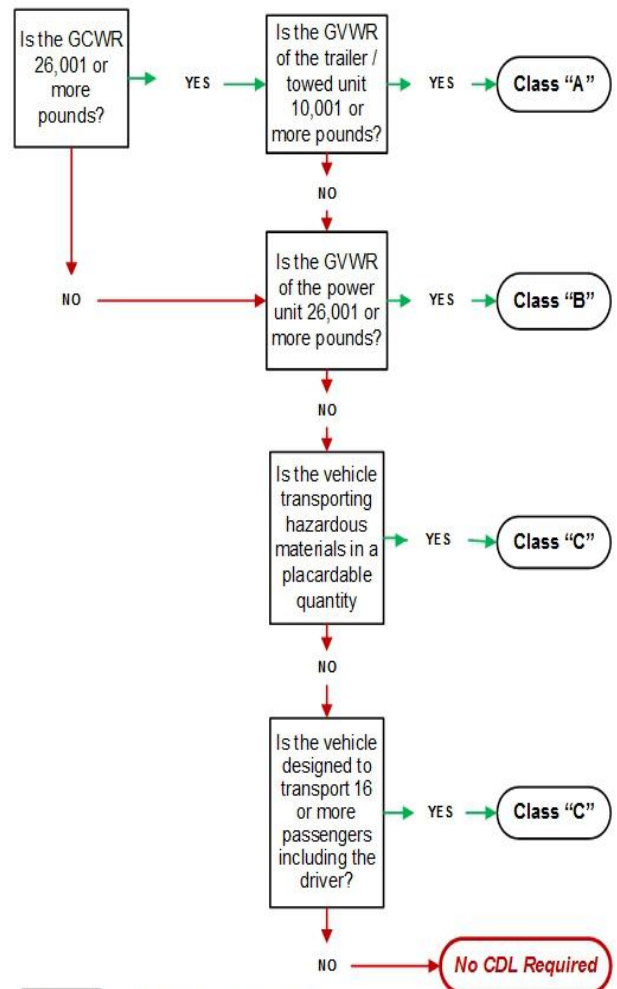 Is the GCWR
26,001 or
more
pounds?
YES
Is the GVWR
of the trailer /
towed unit
10,001 or
more pounds?
YES
Class “A”
NO
NO
Is the GVWR
of the power
unit 26,001 or
more pounds?
YES
Class “B”
NO
Is the vehicle
transporting
hazardous
materials in a
placardable
quantity
YES
Class “C”
NO
Is the vehicle
designed to
transport 16
or more
passengers
including the
driver?
YES
Class “C”
NO
No CDL Required